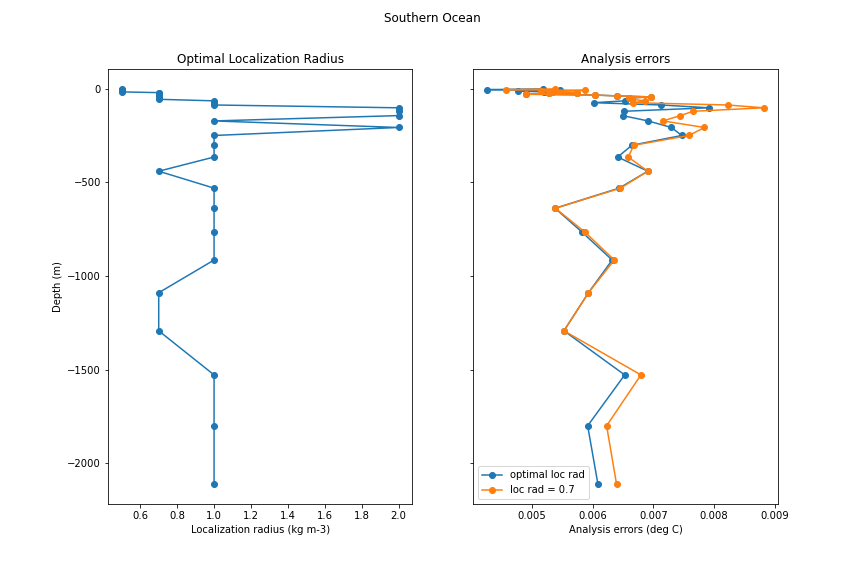 Southern Ocean
Optimal Localization Radius
Analysis errors
0
−500
−1000
−1500
−2000
Depth (m)
0.6 0.8 1.0 1.2 1.4 1.6 1.8 2.0
Localization radius (kg m-3)
optimal loc rad
loc rad = 0.7
0.005 0.006 0.007 0.008 0.009
Analysis errors (deg C)